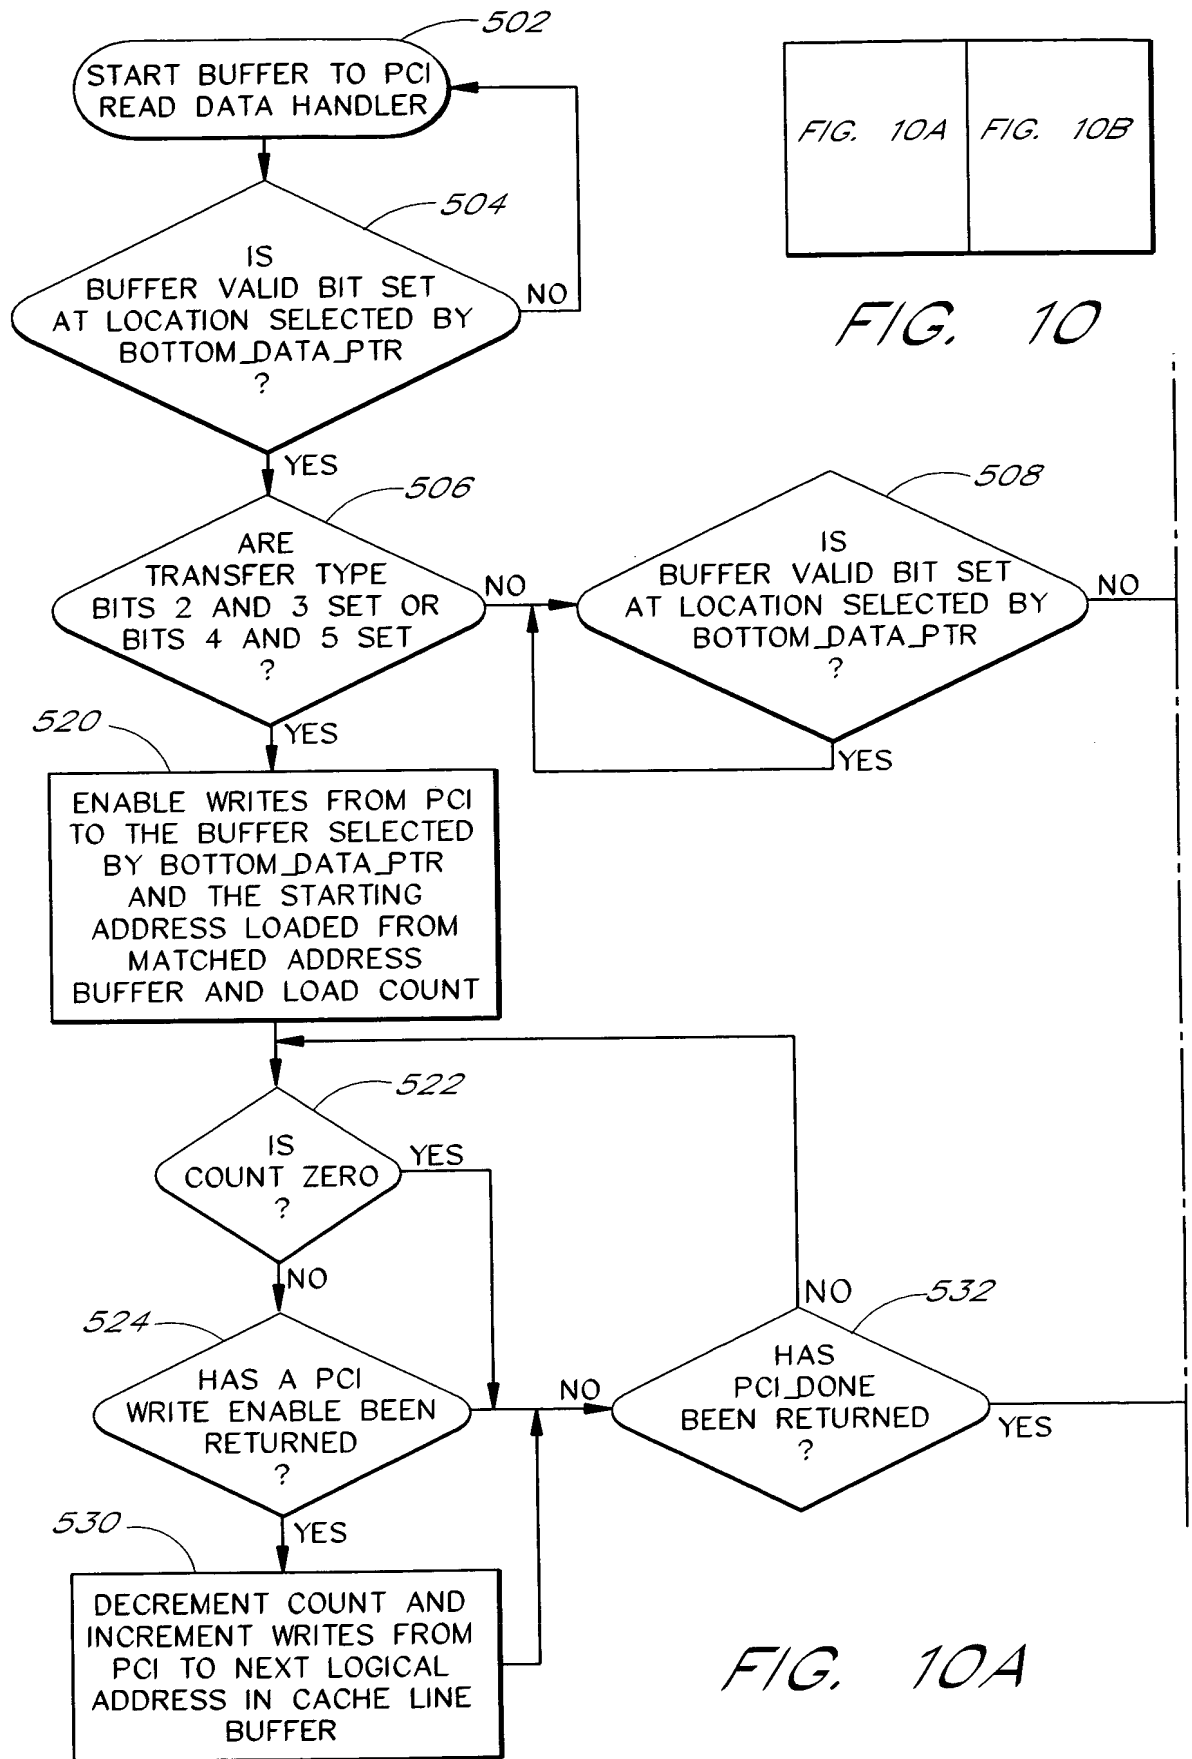 502
START BUFFER TO PCI
READ DATA HANDLER
FIG. 10A
FIG. 10B
FIG. 10
504
IS
BUFFER VALID BIT SET
AT LOCATION SELECTED BY
BOTTOM_DATA_PTR
?
NO
YES
506
ARE
TRANSFER TYPE
BITS 2 AND 3 SET OR
BITS 4 AND 5 SET
?
NO
YES
508
IS
BUFFER VALID BIT SET
AT LOCATION SELECTED BY
BOTTOM_DATA_PTR
?
NO
YES
520
ENABLE WRITES FROM PCI
TO THE BUFFER SELECTED
BY BOTTOM_DATA_PTR
AND THE STARTING
ADDRESS LOADED FROM
MATCHED ADDRESS
BUFFER AND LOAD COUNT
522
IS
COUNT ZERO
?
YES
NO
524
HAS A PCI
WRITE ENABLE BEEN
RETURNED
?
NO
YES
532
HAS
PCI_DONE
BEEN RETURNED
?
NO
YES
530
DECREMENT COUNT AND
INCREMENT WRITES FROM
PCI TO NEXT LOGICAL
ADDRESS IN CACHE LINE
BUFFER
FIG. 10A